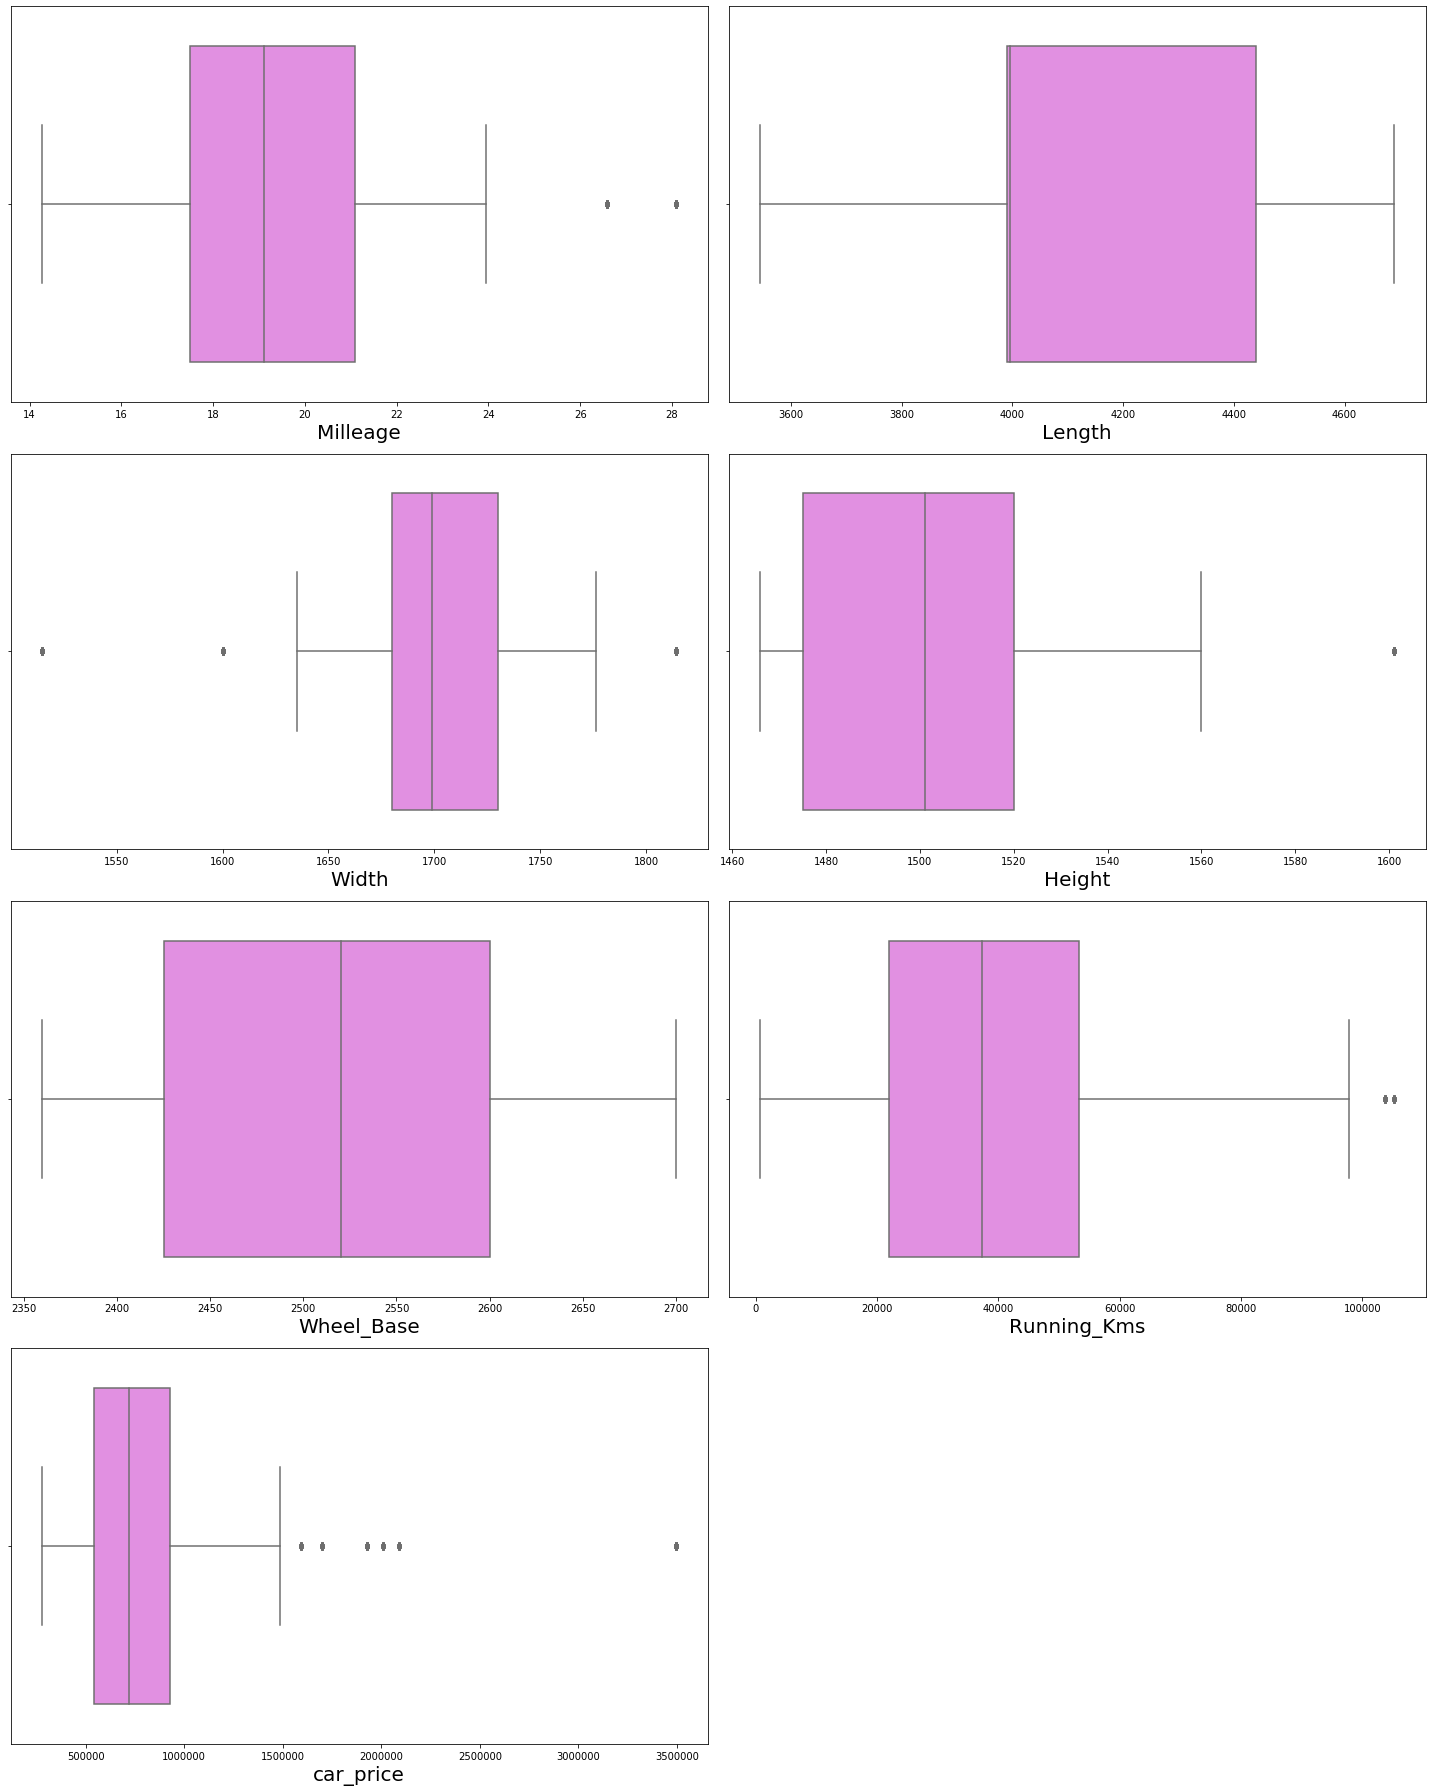 14 16 18 20 22 24 26 28
Milleage
3600 3800 4000 4200 4400 4600
Length
1550 1600 1650 1700 1750 1800
Width
1460 1480 1500 1520 1540 1560 1580 1600
Height
2350 2400 2450 2500 2550 2600 2650 2700
Wheel_Base
0 20000 40000 60000 80000 100000
Running_Kms
500000 1000000 1500000 2000000 2500000 3000000 3500000
car_price